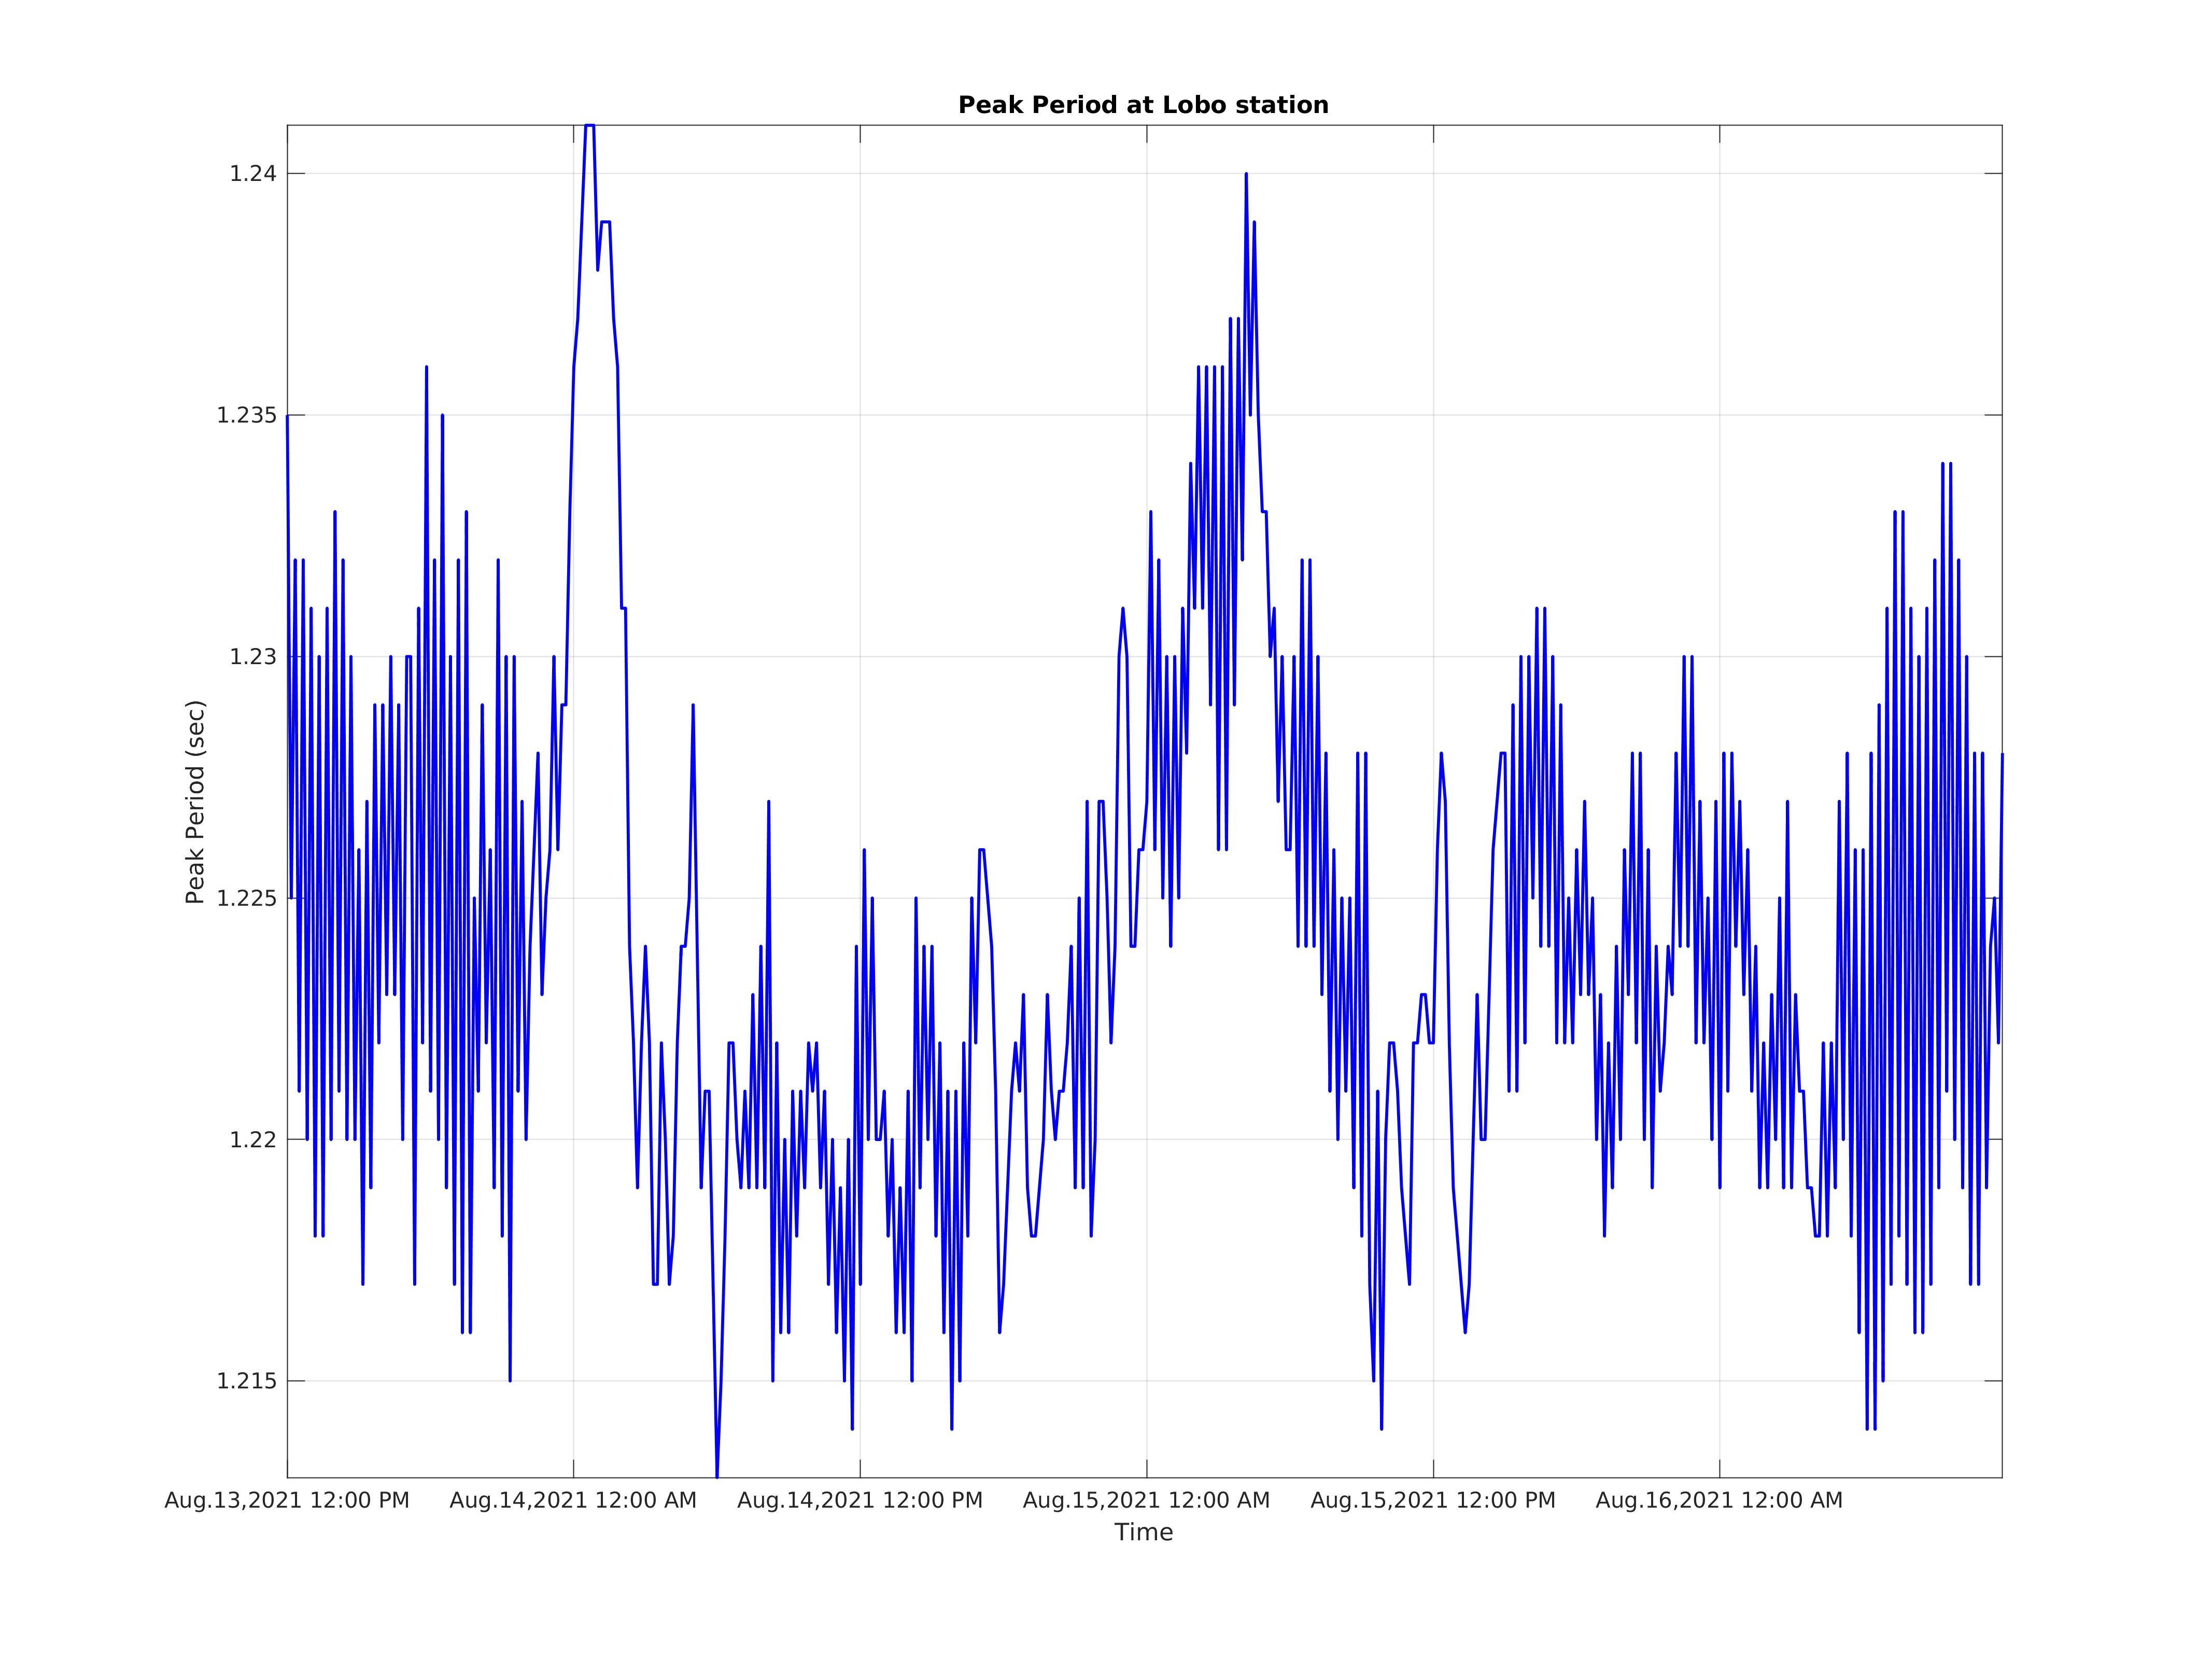 Peak Period at Lobo station
1.24
1.235
1.23
1.225
1.22
1.215
Peak Period (sec)
Aug.13,2021 12:00 PM Aug.14,2021 12:00 AM Aug.14,2021 12:00 PM Aug.15,2021 12:00 AM Aug.15,2021 12:00 PM Aug.16,2021 12:00 AM
Time